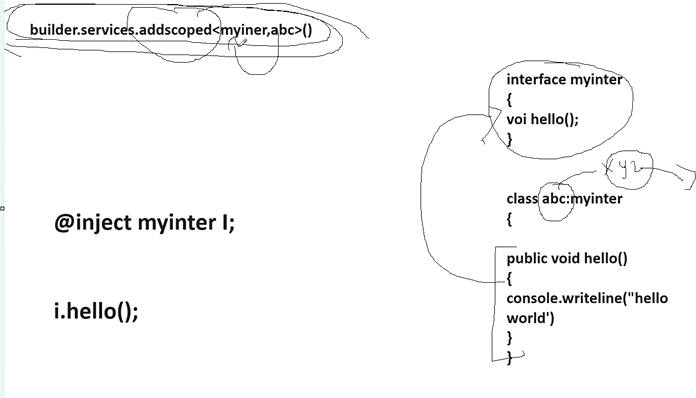 builder.services.addscoped<myiner,abc>()
interface myinter
{
voi hello();
}
xyz
class abc:myinter
{
@inject myinter I;
public void hello()
{
console.writeline("hello
world')
}
}
i.hello();